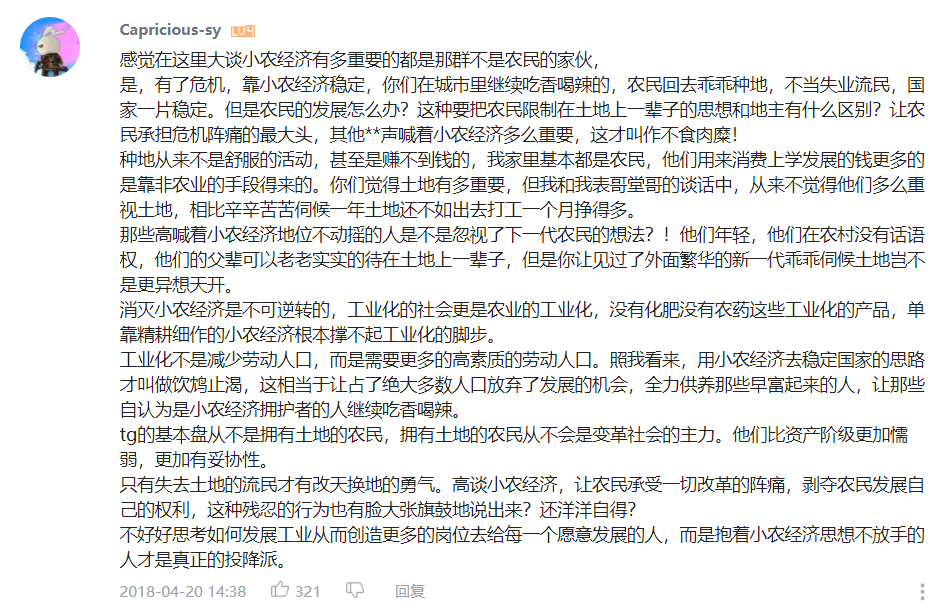 Capricious-sy LV4
感觉在这里大谈小农经济有多重要的都是那群不是农民的家伙，
是，有了危机，靠小农经济稳定，你们在城市里继续吃香喝辣的，农民回去乖乖种地，不当失业流民，国
家一片稳定。但是农民的发展怎么办？这种要把农民限制在土地上一辈子的思想和地主有什么区别？让农
民承担危机阵痛的最大头，其他**声喊着小农经济多么重要，这才叫作不食肉糜！
种地从来不是舒服的活动，甚至是赚不到钱的，我家里基本都是农民，他们用来消费上学发展的钱更多的
是靠非农业的手段得来的。你们觉得土地有多重要，但我和我表哥堂哥的谈话中，从来不觉得他们多么重
视土地，相比辛辛苦苦伺候一年土地还不如出去打工一个月挣得多。
那些高喊着小农经济地位不动摇的人是不是忽视了下一代农民的想法？！他们年轻，他们在农村没有话语
权，他们的父辈可以老老实实的待在土地上一辈子，但是你让见过了外面繁华的新一代乖乖伺候土地岂不
是更异想天开。
消灭小农经济是不可逆转的，工业化的社会更是农业的工业化，没有化肥没有农药这些工业化的产品，单
靠精耕细作的小农经济根本撑不起工业化的脚步。
工业化不是减少劳动人口，而是需要更多的高素质的劳动人口。照我看来，用小农经济去稳定国家的思路
才叫做饮鸩止渴，这相当于让占了绝大多数人口放弃了发展的机会，全力供养那些早富起来的人，让那些
自认为是小农经济拥护者的人继续吃香喝辣。
tg的基本盘从不是拥有土地的农民，拥有土地的农民从不会是变革社会的主力。他们比资产阶级更加懦
弱，更加有妥协性。
只有失去土地的流民才有改天换地的勇气。高谈小农经济，让农民承受一切改革的阵痛，剥夺农民发展自
己的权利，这种残忍的行为也有脸大张旗鼓地说出来？还洋洋自得？
不好好思考如何发展工业从而创造更多的岗位去给每一个愿意发展的人，而是抱着小农经济思想不放手的
人才是真正的投降派。
2018-04-20 14:38 321 回复